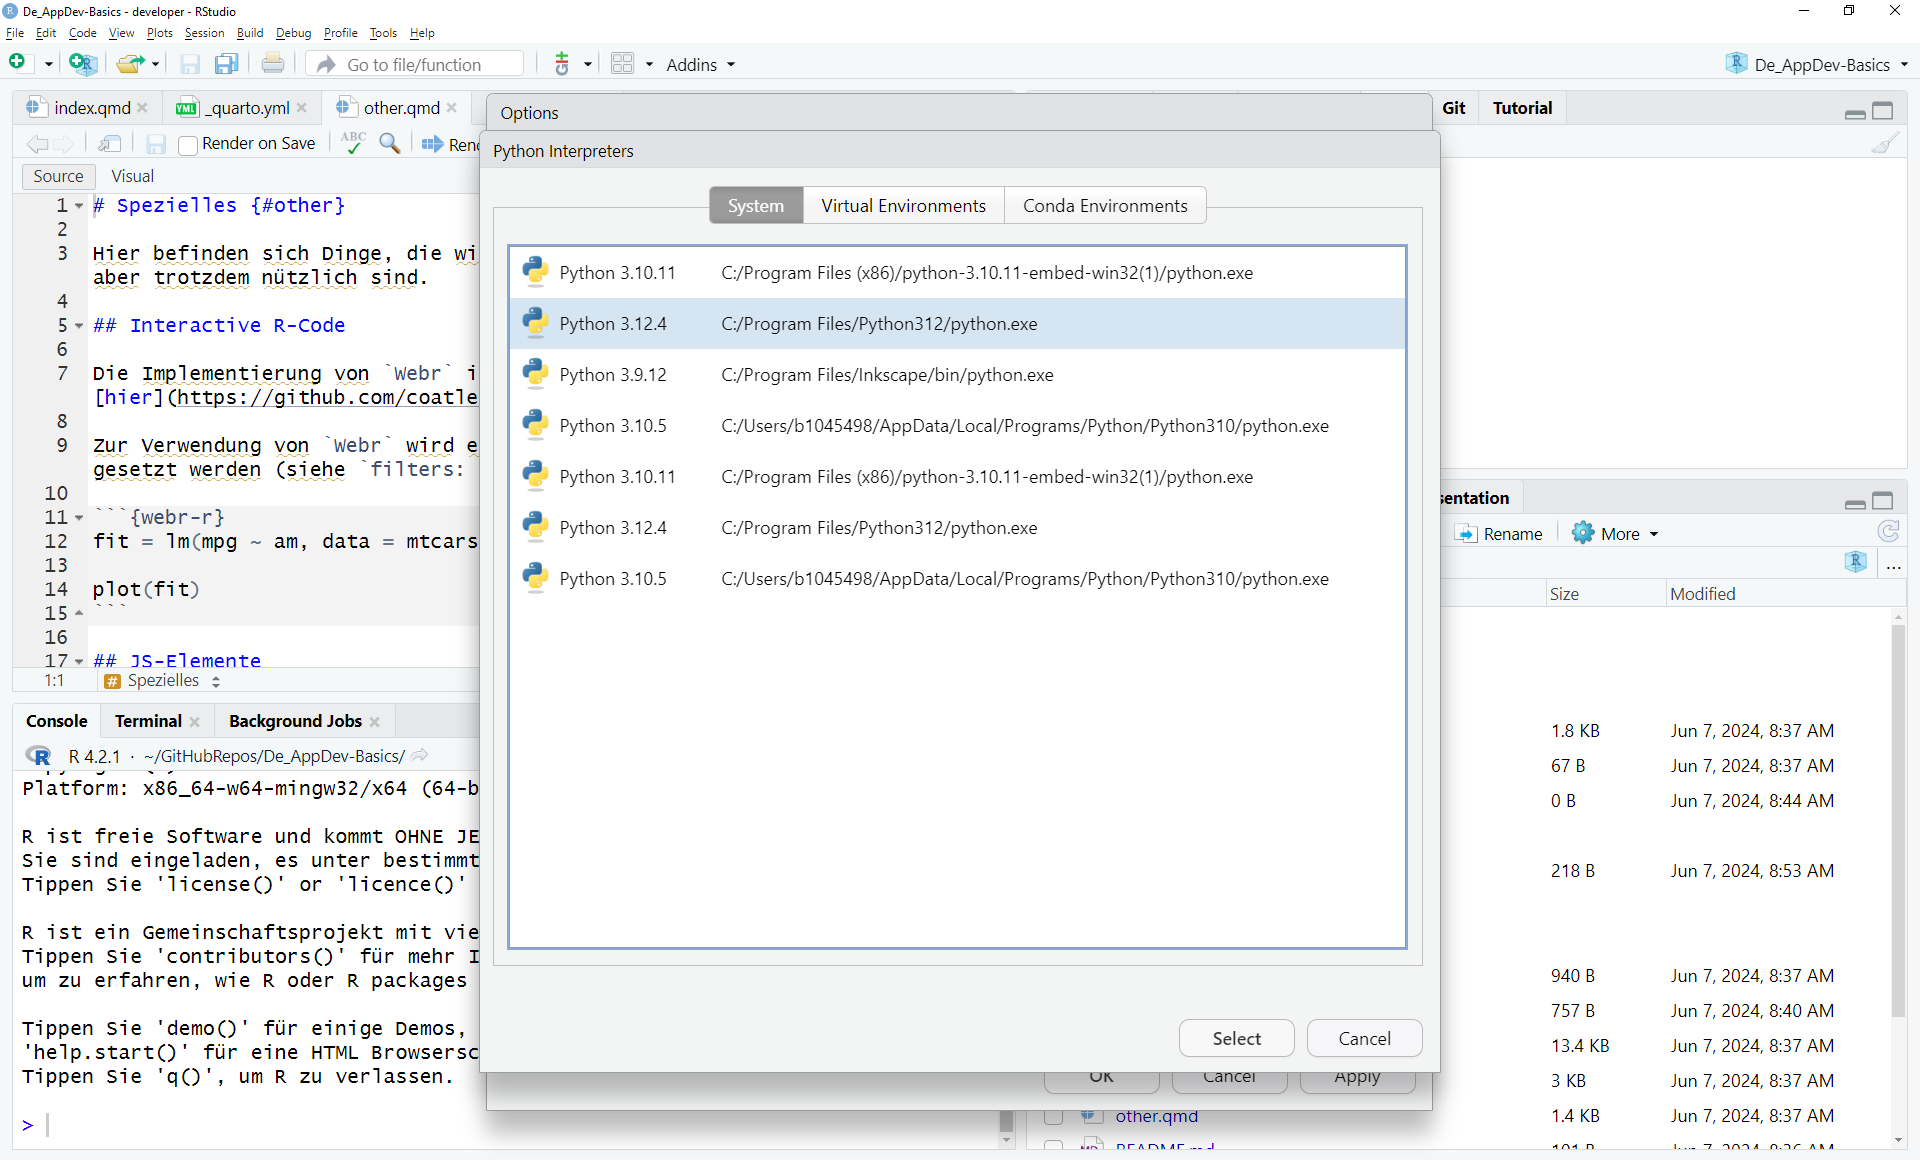 De_AppDev-Basics - developer - RStudio
File Edit Code View Plots Session Build Debug Profile Tools Help
Go to file/function Addins De_AppDev-Basics
index.qmd _quarto.yml other.qmd
Render on Save
Source Visual
1 # Spezielles {#other}
2
3 Hier befinden sich Dinge, die
aber trotzdem nützlich sind.
4
5 ## Interactive R-Code
6
7 Die Implementierung von `Webr`
[hier](https://github.com/coatle
8
9 Zur Verwendung von `Webr` wird
gesetzt werden (siehe `filters:
10
11 ```{webr-r}
12 fit = lm(mpg ~ am, data = mtcars
13
14 plot(fit)
15 ```
16
17 ## JS-Elemente
1:1 Spezielles
Console Terminal Background Jobs
R 4.2.1 · ~/GitHubRepos/De_AppDev-Basics/
Platform: x86_64-w64-mingw32/x64 (64-b
R ist freie Software und kommt OHNE JE
Sie sind eingeladen, es unter bestimmt
Tippen Sie 'license()' or 'licence()'
R ist ein Gemeinschaftsprojekt mit vie
Tippen Sie 'contributors()' für mehr I
um zu erfahren, wie R oder R packages
Tippen Sie 'demo()' für einige Demos,
'help.start()' für eine HTML Browsersc
Tippen Sie 'q()', um R zu verlassen.
>
Options
Python Interpreters
System Virtual Environments Conda Environments
Python 3.10.11 C:/Program Files (x86)/python-3.10.11-embed-win32(1)/python.exe
Python 3.12.4 C:/Program Files/Python312/python.exe
Python 3.9.12 C:/Program Files/Inkscape/bin/python.exe
Python 3.10.5 C:/Users/b1045498/AppData/Local/Programs/Python/Python310/python.exe
Python 3.10.11 C:/Program Files (x86)/python-3.10.11-embed-win32(1)/python.exe
Python 3.12.4 C:/Program Files/Python312/python.exe
Python 3.10.5 C:/Users/b1045498/AppData/Local/Programs/Python/Python310/python.exe
Select Cancel
OK Cancel Apply
Git Tutorial
sentation
Rename More
...
Size Modified
1.8 KB Jun 7, 2024, 8:37 AM
67 B Jun 7, 2024, 8:37 AM
0 B Jun 7, 2024, 8:44 AM
218 B Jun 7, 2024, 8:53 AM
940 B Jun 7, 2024, 8:37 AM
757 B Jun 7, 2024, 8:40 AM
13.4 KB Jun 7, 2024, 8:37 AM
3 KB Jun 7, 2024, 8:37 AM
other.qmd 1.4 KB Jun 7, 2024, 8:37 AM